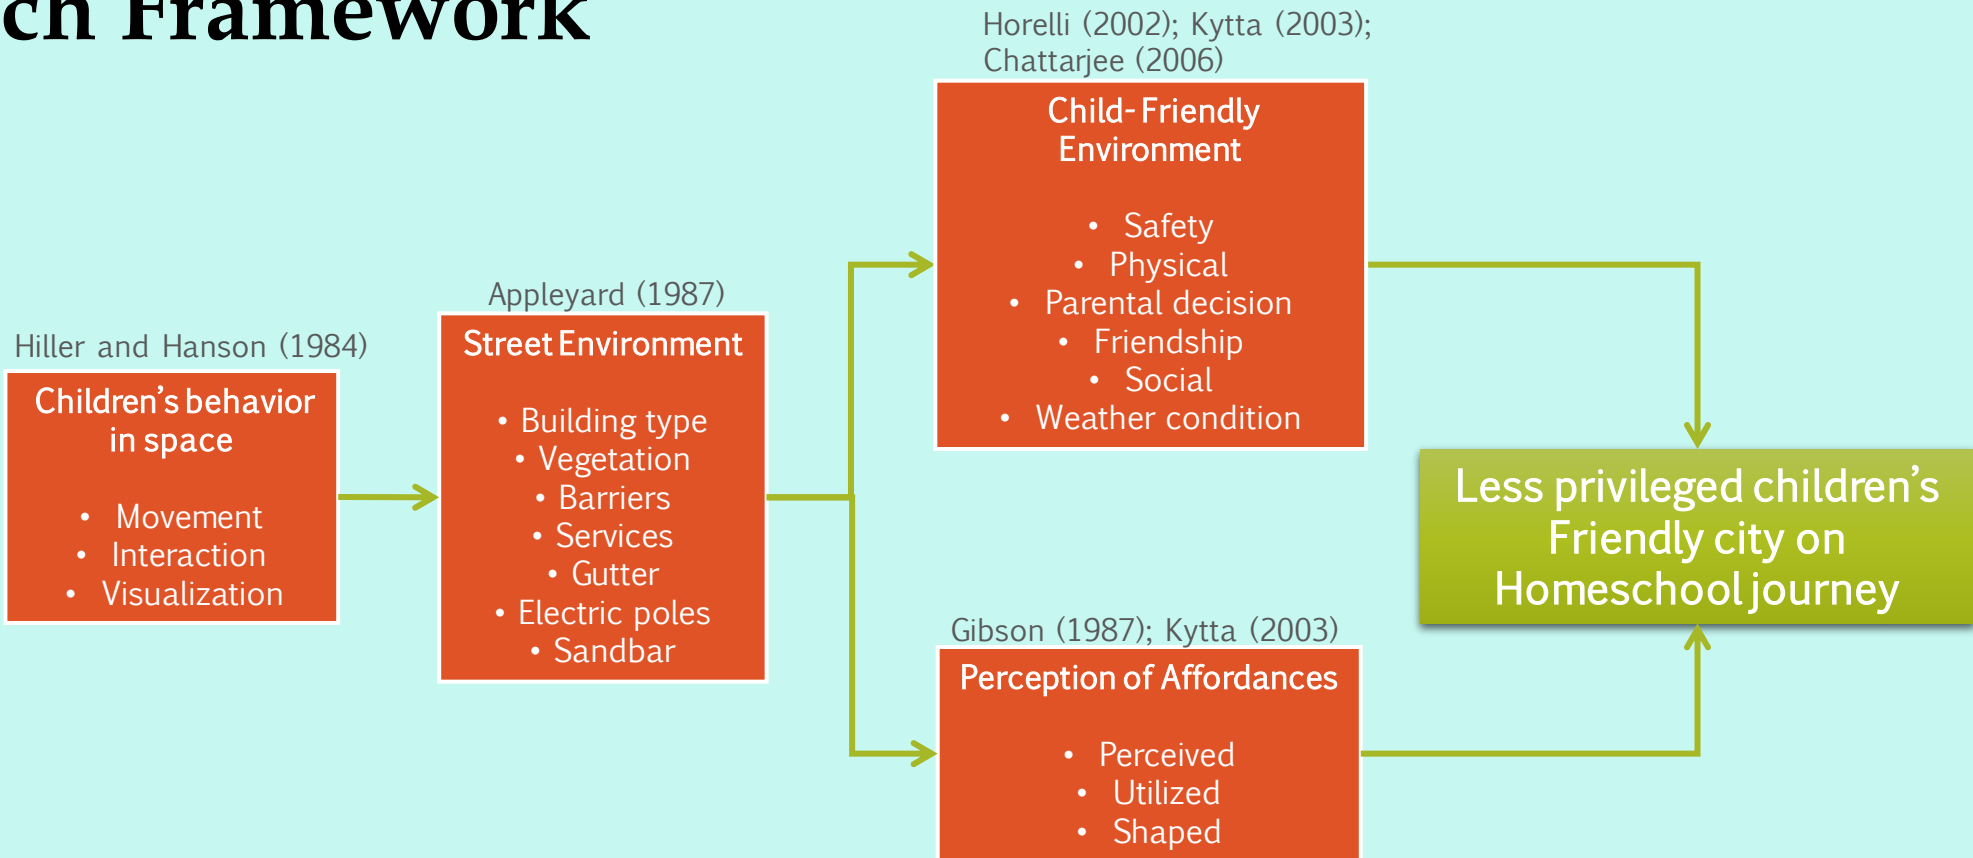 ch Framework
Horelli (2002); Kytta (2003);
Chattarjee (2006)
Child-Friendly
Environment
• Safety
• Physical
• Parental decision
• Friendship
• Social
• Weather condition
Appleyard (1987)
Street Environment
• Building type
• Vegetation
• Barriers
• Services
• Gutter
• Electric poles
• Sandbar
Hiller and Hanson (1984)
Children's behavior
in space
• Movement
• Interaction
• Visualization
Less privileged children's
Friendly city on
Homeschool journey
Gibson (1987); Kytta (2003)
Perception of Affordances
• Perceived
• Utilized
• Shaped